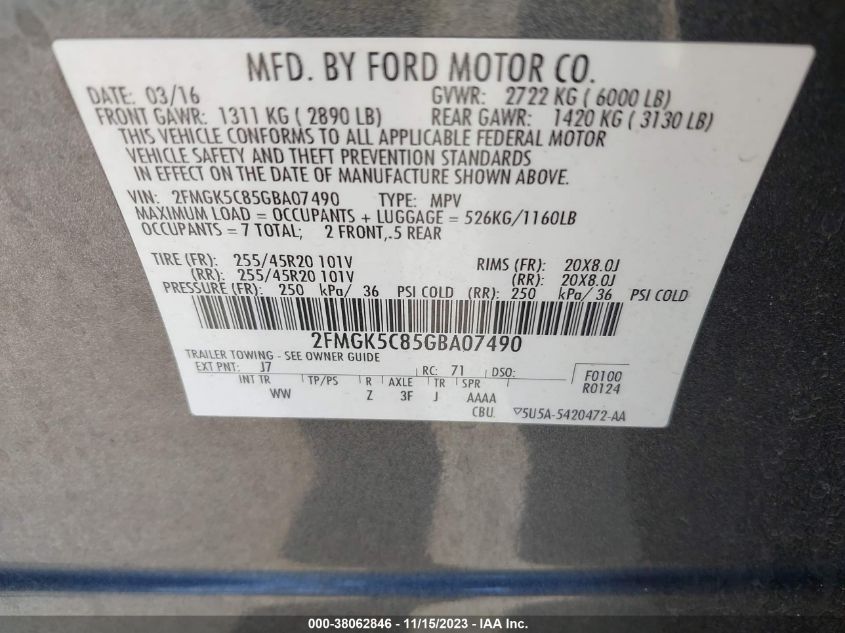 MFD. BY FORD MOTOR CO.
DATE: 03/16 GVWR: 2722 KG ( 6000 LB)
FRONT GAWR: 1311 KG ( 2890 LB) REAR GAWR: 1420 KG ( 3130 LB)
THIS VEHICLE CONFORMS TO ALL APPLICABLE FEDERAL MOTOR
VEHICLE SAFETY AND THEFT PREVENTION STANDARDS
IN EFFECT ON THE DATE OF MANUFACTURE SHOWN ABOVE.
VIN: 2FMGK5C85GBA07490 TYPE: MPV
MAXIMUM LOAD = OCCUPANTS + LUGGAGE = 526KG/1160LB
OCCUPANTS = 7 TOTAL; 2 FRONT, 5 REAR
TIRE (FR): 255/45R20 101V RIMS (FR): 20X8.0J
(RR): 255/45R20 101V (RR): 20X8.0J
PRESSURE (FR): 250 kPa/ 36 PSI COLD (RR): 250 kPa/ 36 PSI COLD
2FMGK5C85GBA07490
TRAILER TOWING - SEE OWNER GUIDE
EXT PNT: J7 RC: 71 DSO: F0100
INT TR TP/PS R AXLE TR SPR R0124
WW Z 3F J AAAA
CBU ▽5U5A-5420472-AA
000-38062846 - 11/15/2023 - IAA Inc.